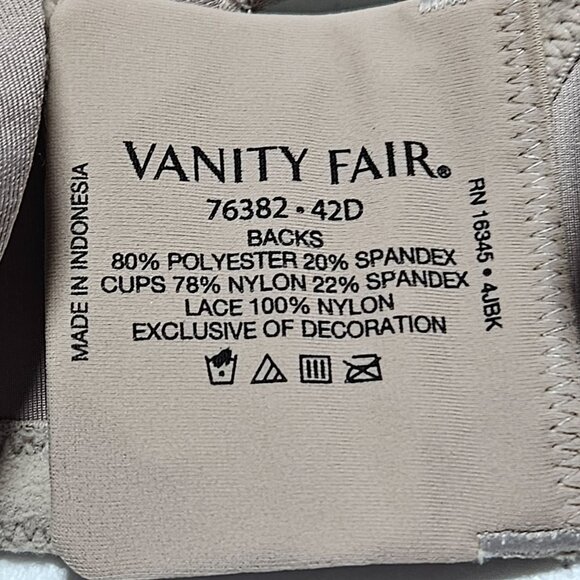 VANITY FAIR®
76382 • 42D
BACKS
80% POLYESTER 20% SPANDEX
CUPS 78% NYLON 22% SPANDEX
LACE 100% NYLON
EXCLUSIVE OF DECORATION
MADE IN INDONESIA
RN 16345 • 4JBK